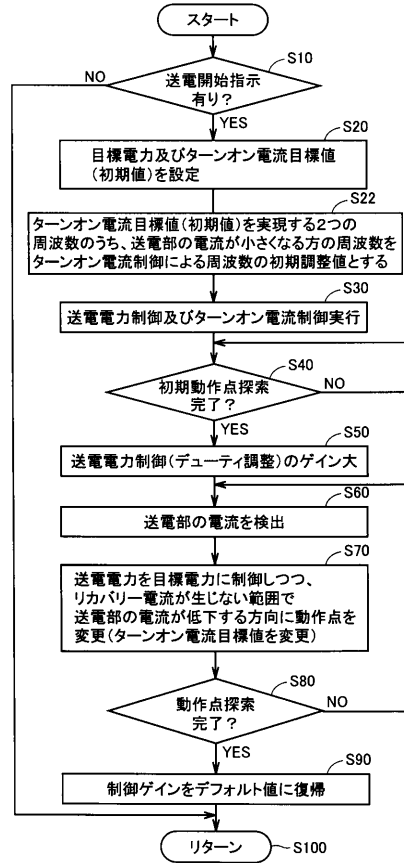 スタート
S10
送電開始指示
有り？
NO
YES
S20
目標電力及びターンオン電流目標値
(初期値)を設定
S22
ターンオン電流目標値(初期値)を実現する2つの
周波数のうち、送電部の電流が小さくなる方の周波数を
ターンオン電流制御による周波数の初期調整値とする
S30
送電電力制御及びターンオン電流制御実行
S40
初期動作点探索
完了？
NO
YES
S50
送電電力制御(デューティ調整)のゲイン大
S60
送電部の電流を検出
S70
送電電力を目標電力に制御しつつ、
リカバリー電流が生じない範囲で
送電部の電流が低下する方向に動作点を
変更(ターンオン電流目標値を変更)
S80
動作点探索
完了？
NO
YES
S90
制御ゲインをデフォルト値に復帰
リターン
S100